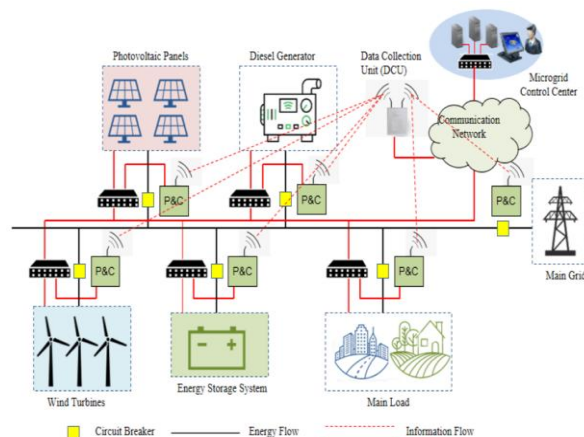 Photovoltaic Panels
Diesel Generator
Data Collection
Unit (DCU)
Microgrid
Control Center
Communication
Network
P&C
P&C
P&C
Main Grid
P&C
P&C
P&C
Wind Turbines
Energy Storage System
Main Load
Circuit Breaker
Energy Flow
Information Flow